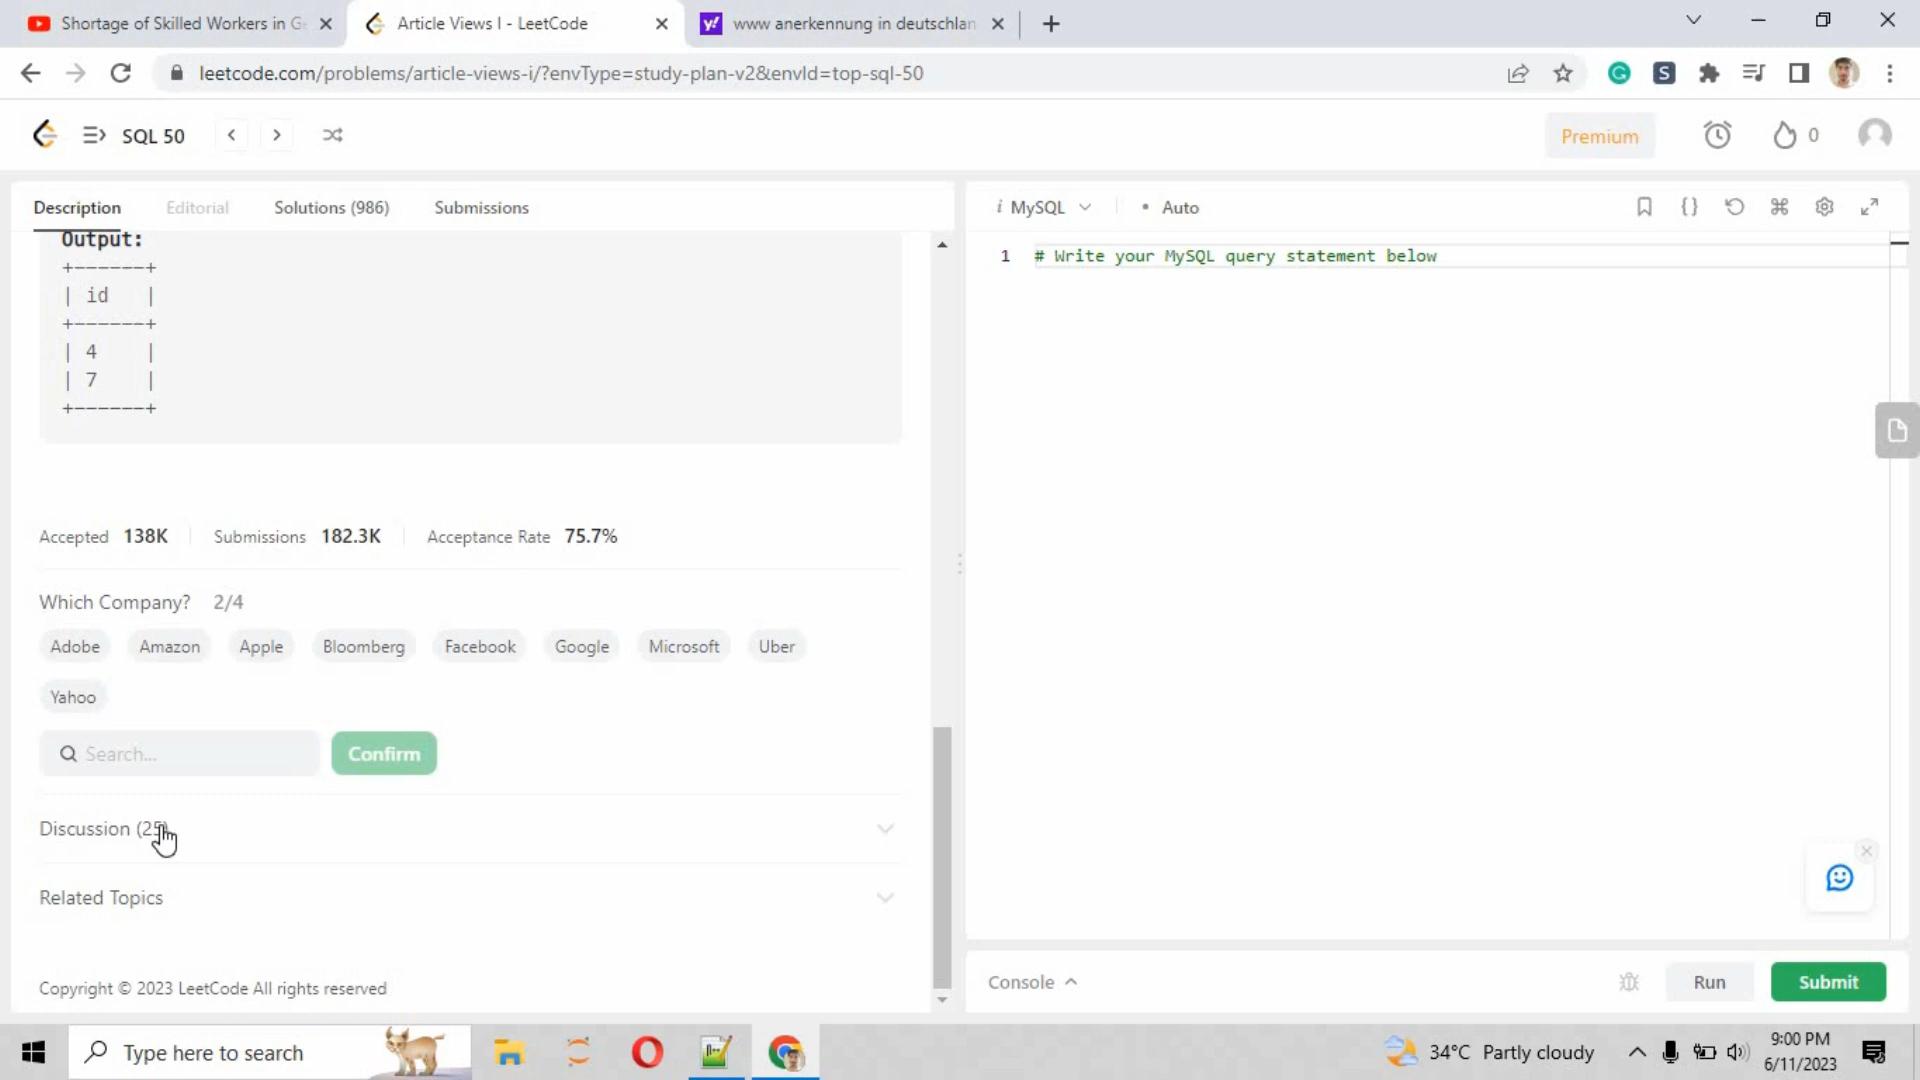 Shortage of Skilled Workers in Ge
Article Views I - LeetCode
www anerkennung in deutschlan
leetcode.com/problems/article-views-i/?envType=study-plan-v2&envId=top-sql-50
SQL 50
Premium
0
Description
Editorial
Solutions (986)
Submissions
i MySQL
• Auto
Output:
+------+
| id   |
+------+
| 4    |
| 7    |
+------+
1 # Write your MySQL query statement below
Accepted 138K
Submissions 182.3K
Acceptance Rate 75.7%
Which Company? 2/4
Adobe
Amazon
Apple
Bloomberg
Facebook
Google
Microsoft
Uber
Yahoo
Search...
Confirm
Discussion (25)
Related Topics
Copyright © 2023 LeetCode All rights reserved
Console
Run
Submit
Type here to search
34°C Partly cloudy
9:00 PM
6/11/2023